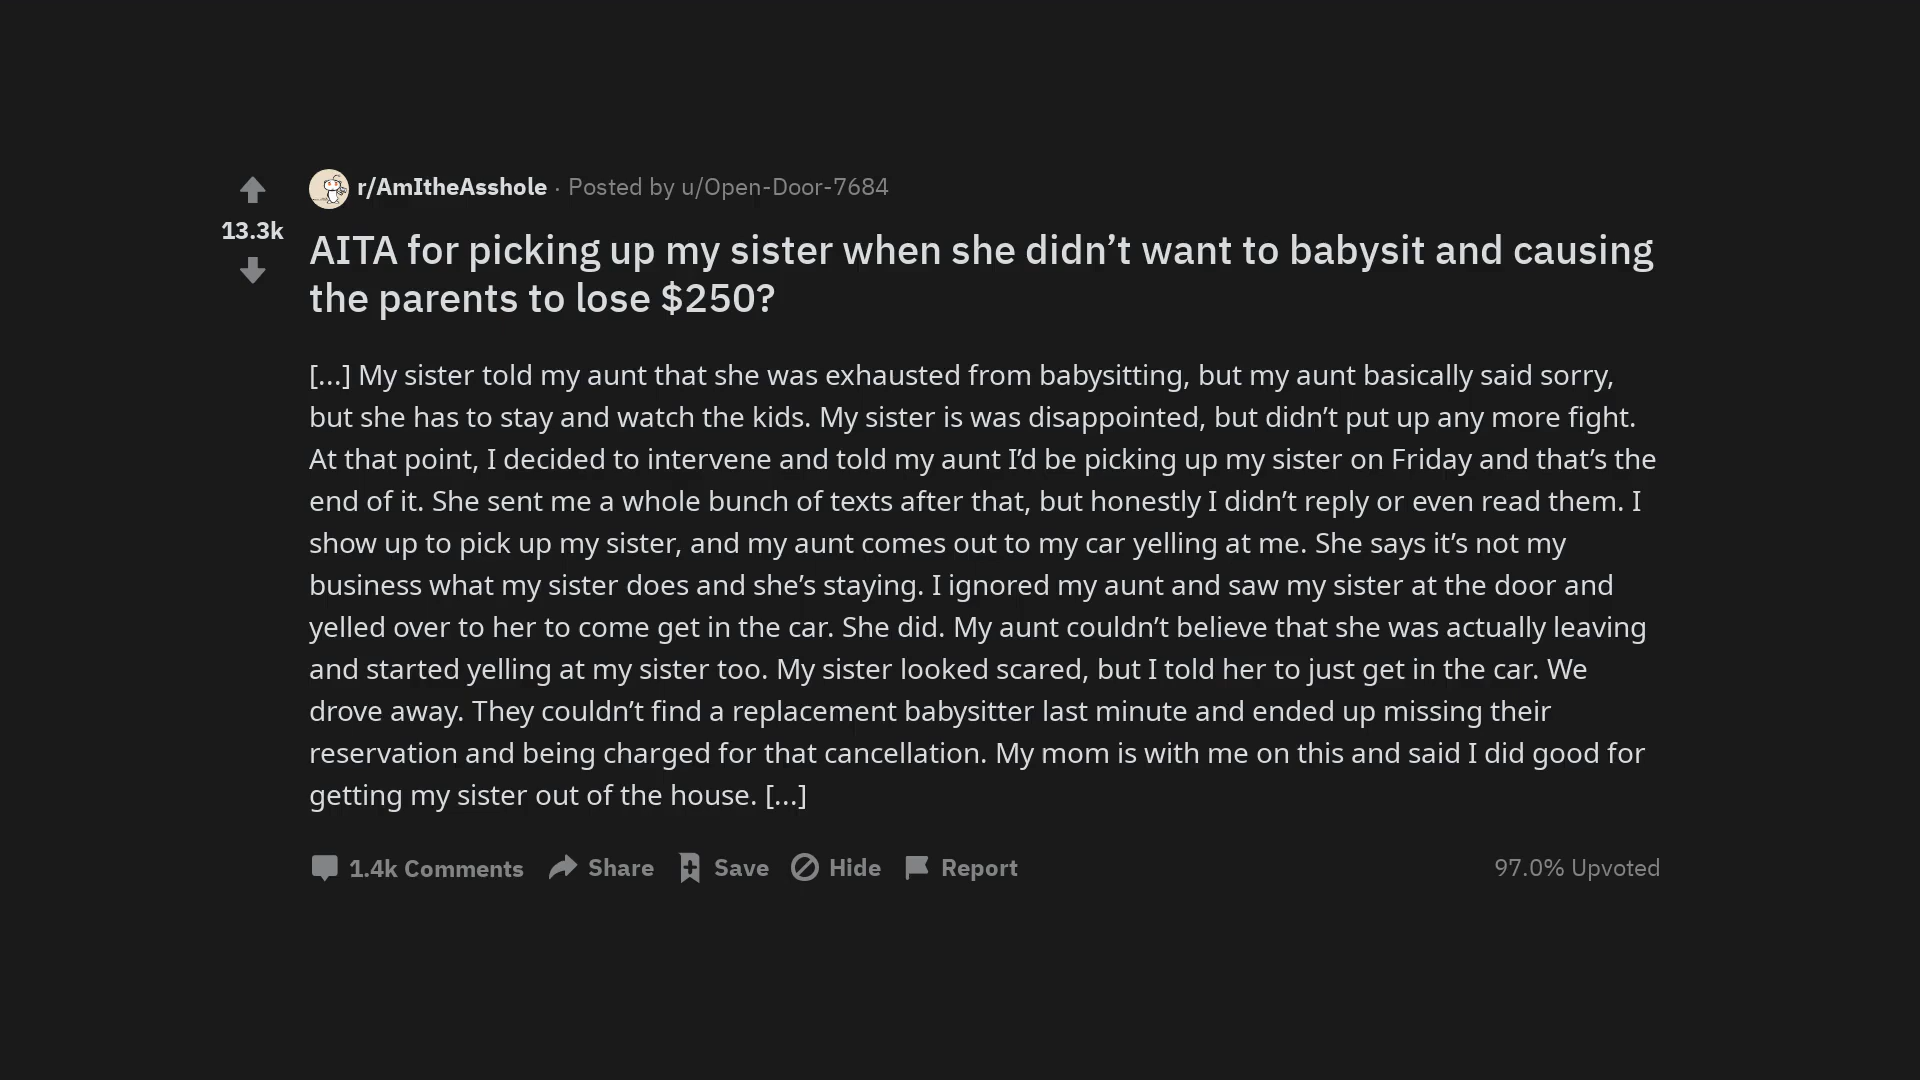 r/AmItheAsshole · Posted by u/Open-Door-7684
13.3k
AITA for picking up my sister when she didn’t want to babysit and causing
the parents to lose $250?
[...] My sister told my aunt that she was exhausted from babysitting, but my aunt basically said sorry,
but she has to stay and watch the kids. My sister is was disappointed, but didn’t put up any more fight.
At that point, I decided to intervene and told my aunt I’d be picking up my sister on Friday and that’s the
end of it. She sent me a whole bunch of texts after that, but honestly I didn’t reply or even read them. I
show up to pick up my sister, and my aunt comes out to my car yelling at me. She says it’s not my
business what my sister does and she’s staying. I ignored my aunt and saw my sister at the door and
yelled over to her to come get in the car. She did. My aunt couldn’t believe that she was actually leaving
and started yelling at my sister too. My sister looked scared, but I told her to just get in the car. We
drove away. They couldn’t find a replacement babysitter last minute and ended up missing their
reservation and being charged for that cancellation. My mom is with me on this and said I did good for
getting my sister out of the house. [...]
1.4k Comments Share Save Hide Report 97.0% Upvoted